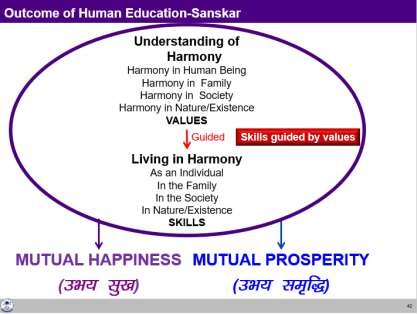 Outcome of Human Education-Sanskar
Understanding of
Harmony
Harmony in Human Being
Harmony in Family
Harmony in Society
Harmony in Nature/Existence
VALUES
Guided
Skills guided by values
Living in Harmony
As an Individual
In the Family
In the Society
In Nature/Existence
SKILLS
MUTUAL HAPPINESS MUTUAL PROSPERITY
(उभय सुख) (उभय समृद्धि)
42